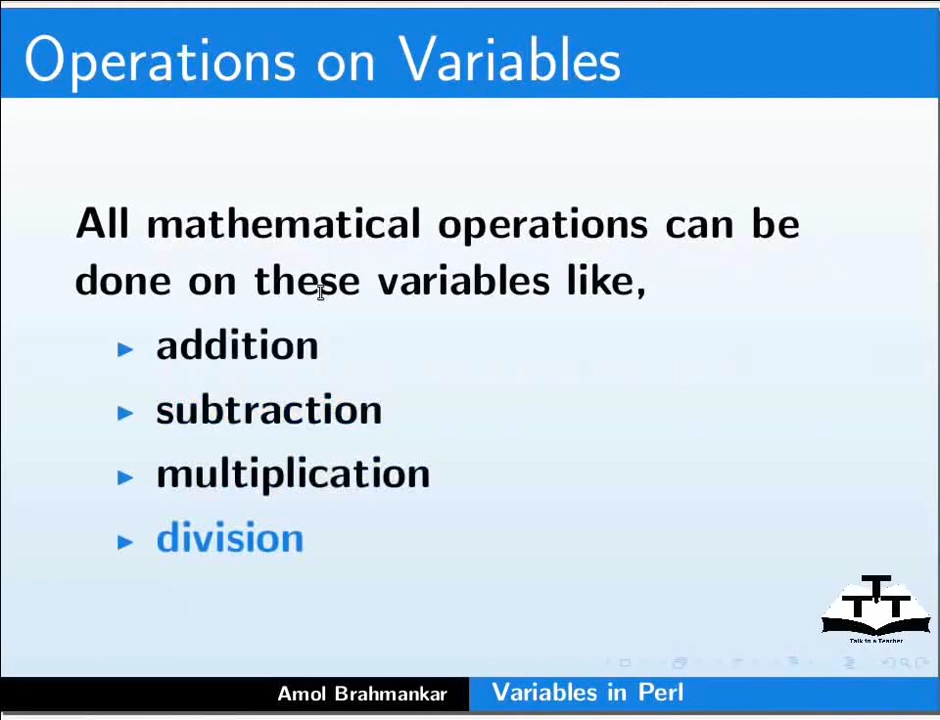 Operations on Variables
All mathematical operations can be
done on these variables like,
addition
subtraction
multiplication
division
T
T T
Talk to a Teacher
Amol Brahmankar
Variables in Perl